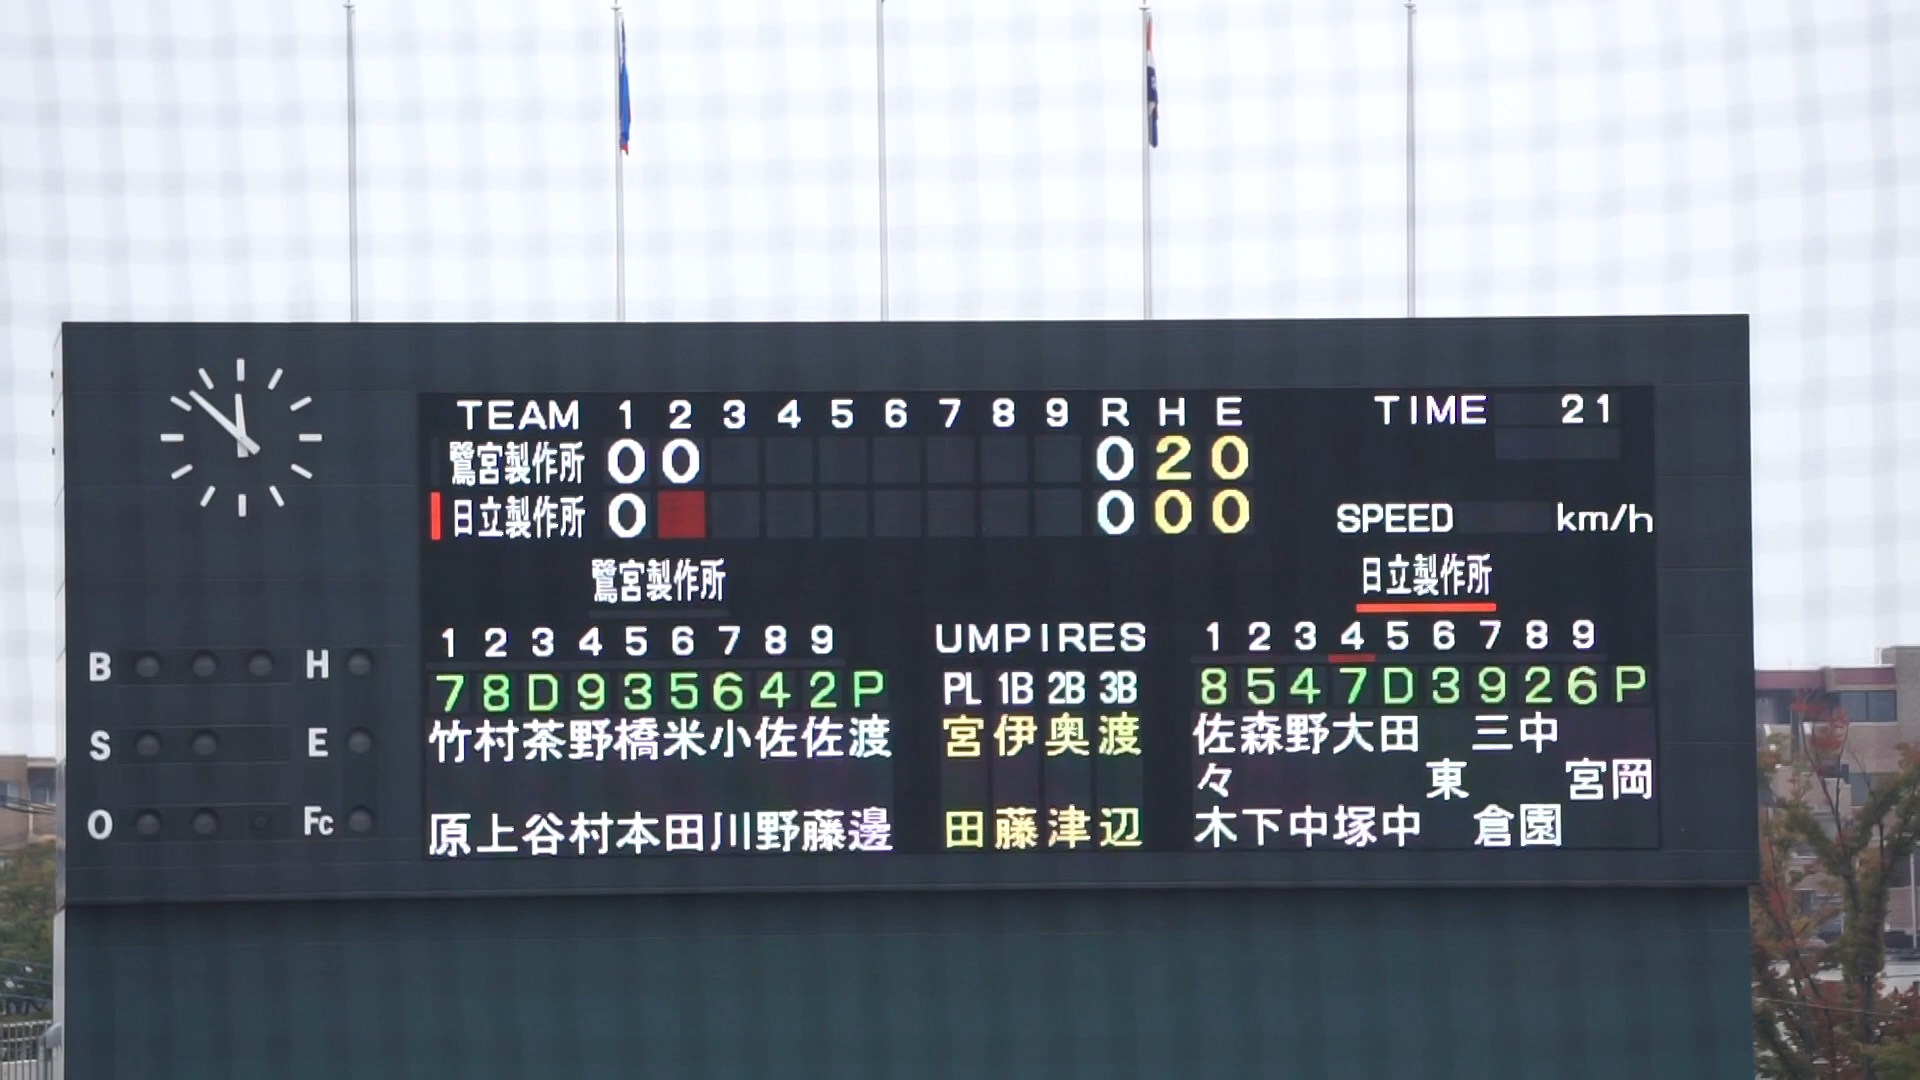 TEAM 1 2 3 4 5 6 7 8 9 R H E TIME 21
鷺宮製作所 0 0 0 2 0
日立製作所 0 0 0 0 SPEED km/h
鷺宮製作所 日立製作所
1 2 3 4 5 6 7 8 9 UMPIRES 1 2 3 4 5 6 7 8 9
B H 7 8 D 9 3 5 6 4 2 P PL 1B 2B 3B 8 5 4 7 D 3 9 2 6 P
S E 竹村茶野橋米小佐佐渡 宮伊奥渡 佐森野大田 三中
々 東 宮岡
O Fc 原上谷村本田川野藤邊 田藤津辺 木下中塚中 倉園